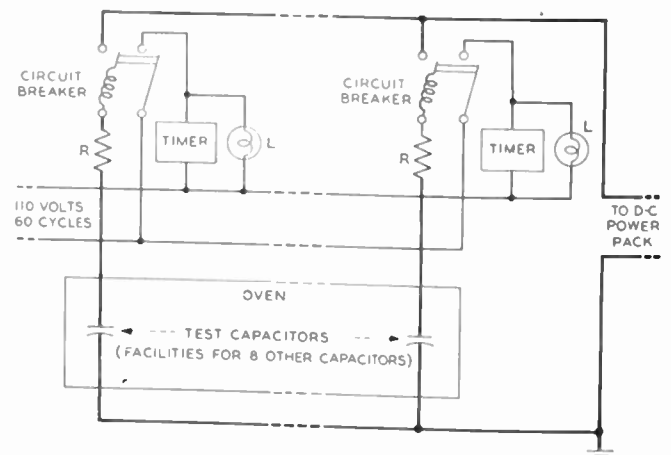 CIRCUIT
BREAKER
R
TIMER
L
CIRCUIT
BREAKER
R
TIMER
L
110 VOLTS
60 CYCLES
TO D-C
POWER
PACK
OVEN
TEST CAPACITORS
(FACILITIES FOR 8 OTHER CAPACITORS)